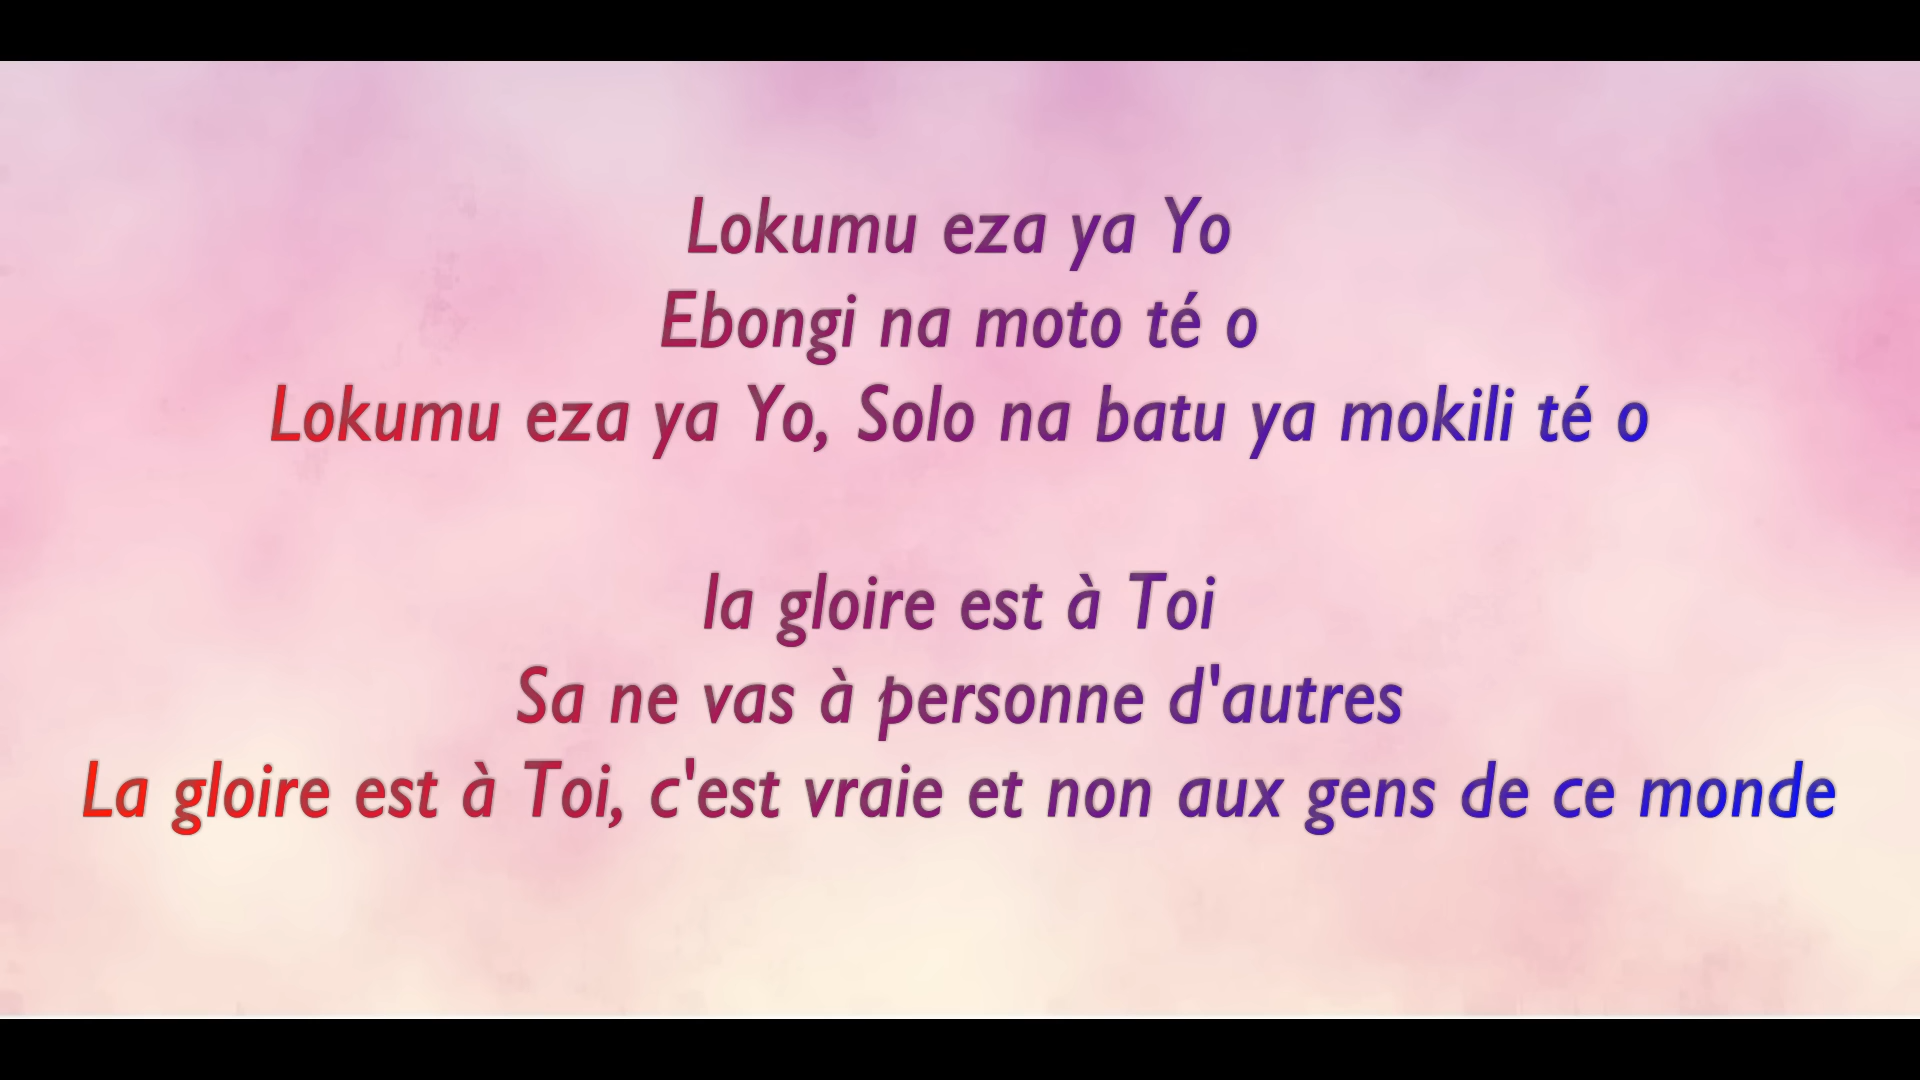 Lokumu eza ya Yo
Ebongi na moto té o
Lokumu eza ya Yo, Solo na batu ya mokili té o
la gloire est à Toi
Sa ne vas à personne d'autres
La gloire est à Toi, c'est vraie et non aux gens de ce monde